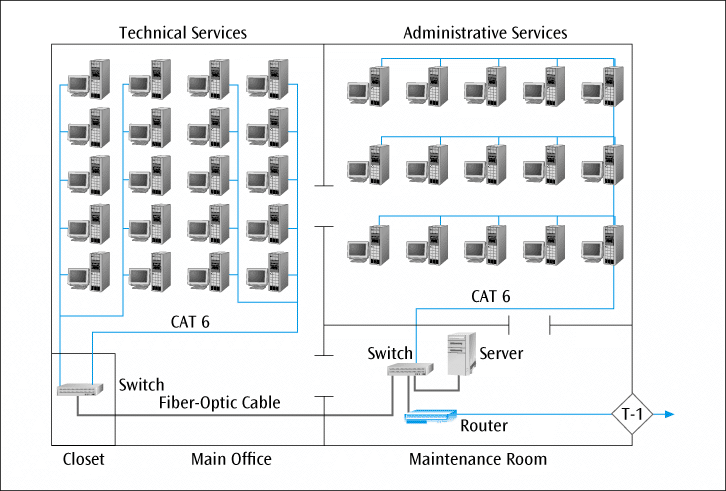 Technical Services
Administrative Services
CAT 6
CAT 6
Switch
Server
Switch
Fiber-Optic Cable
T-1
Router
Closet
Main Office
Maintenance Room